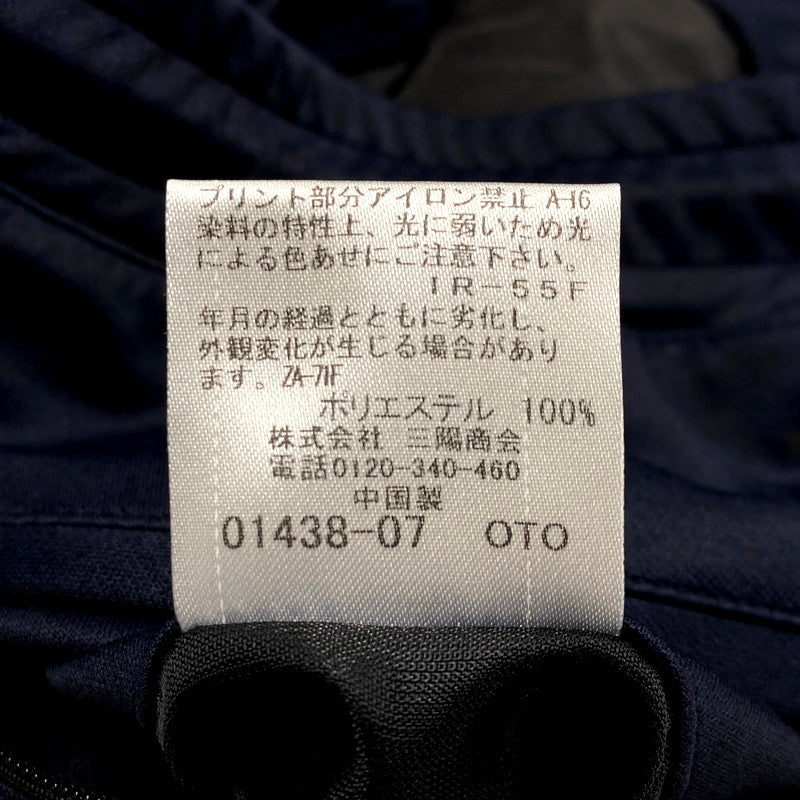 プリント部分アイロン禁止 A-16
染料の特性上、光に弱いため光
による色あせにご注意下さい。
IR-55F
年月の経過とともに劣化し、
外観変化が生じる場合があり
ます。ZA-71F
ポリエステル 100%
株式会社 三陽商会
電話0120-340-460
中国製
01438-07 OTO